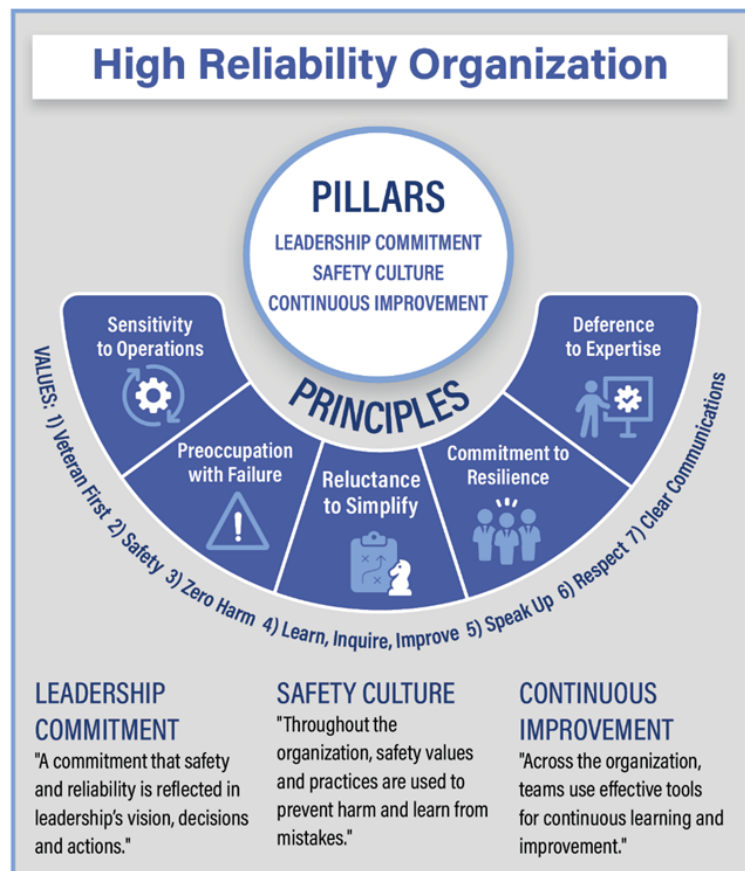 High Reliability Organization
PILLARS
LEADERSHIP COMMITMENT
SAFETY CULTURE
CONTINUOUS IMPROVEMENT
PRINCIPLES
Sensitivity
to Operations
Preoccupation
with Failure
Reluctance
to Simplify
Commitment to
Resilience
Deference
to Expertise
VALUES: 1) Veteran First 2) Safety 3) Zero Harm 4) Learn, Inquire, Improve 5) Speak Up 6) Respect 7) Clear Communications
LEADERSHIP
COMMITMENT
"A commitment that safety
and reliability is reflected in
leadership's vision, decisions
and actions."
SAFETY CULTURE
"Throughout the
organization, safety values
and practices are used to
prevent harm and learn from
mistakes."
CONTINUOUS
IMPROVEMENT
"Across the organization,
teams use effective tools
for continuous learning and
improvement."